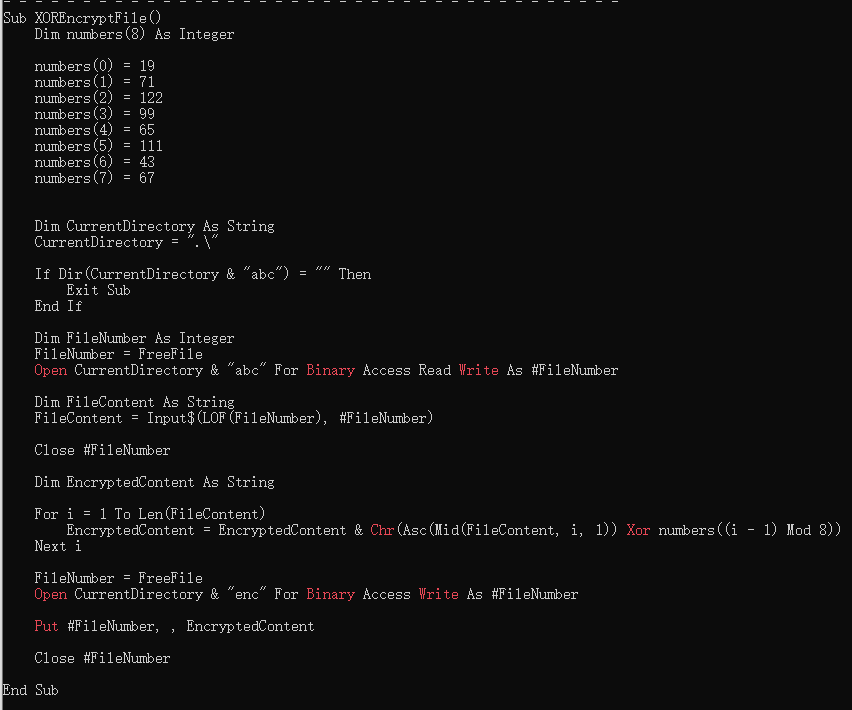 - - - - - - - - - - - - - - - - - - - - - - - - - - - - - - - - - - - - - - -
Sub XOREncryptFile()
    Dim numbers(8) As Integer

    numbers(0) = 19
    numbers(1) = 71
    numbers(2) = 122
    numbers(3) = 99
    numbers(4) = 65
    numbers(5) = 111
    numbers(6) = 43
    numbers(7) = 67


    Dim CurrentDirectory As String
    CurrentDirectory = ".\"

    If Dir(CurrentDirectory & "abc") = "" Then
        Exit Sub
    End If

    Dim FileNumber As Integer
    FileNumber = FreeFile
    Open CurrentDirectory & "abc" For Binary Access Read Write As #FileNumber

    Dim FileContent As String
    FileContent = Input$(LOF(FileNumber), #FileNumber)

    Close #FileNumber

    Dim EncryptedContent As String

    For i = 1 To Len(FileContent)
        EncryptedContent = EncryptedContent & Chr(Asc(Mid(FileContent, i, 1)) Xor numbers((i - 1) Mod 8))
    Next i

    FileNumber = FreeFile
    Open CurrentDirectory & "enc" For Binary Access Write As #FileNumber

    Put #FileNumber, , EncryptedContent

    Close #FileNumber

End Sub